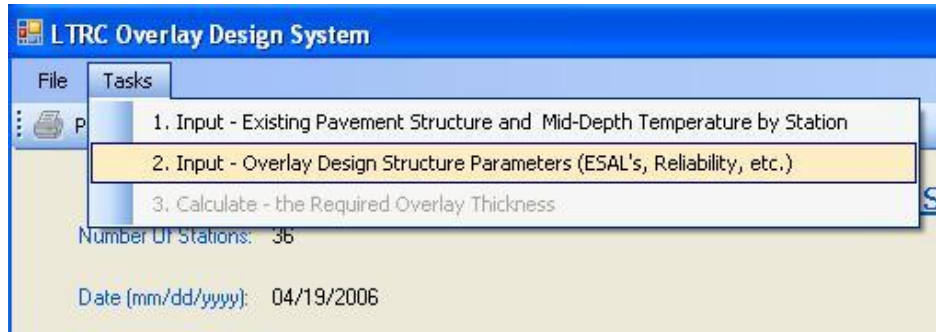 LTRC Overlay Design System
File Tasks
P
1. Input - Existing Pavement Structure and Mid-Depth Temperature by Station
2. Input - Overlay Design Structure Parameters (ESAL's, Reliability, etc.)
3. Calculate - the Required Overlay Thickness
S
Number Of Stations: 36
Date (mm/dd/yyyy): 04/19/2006